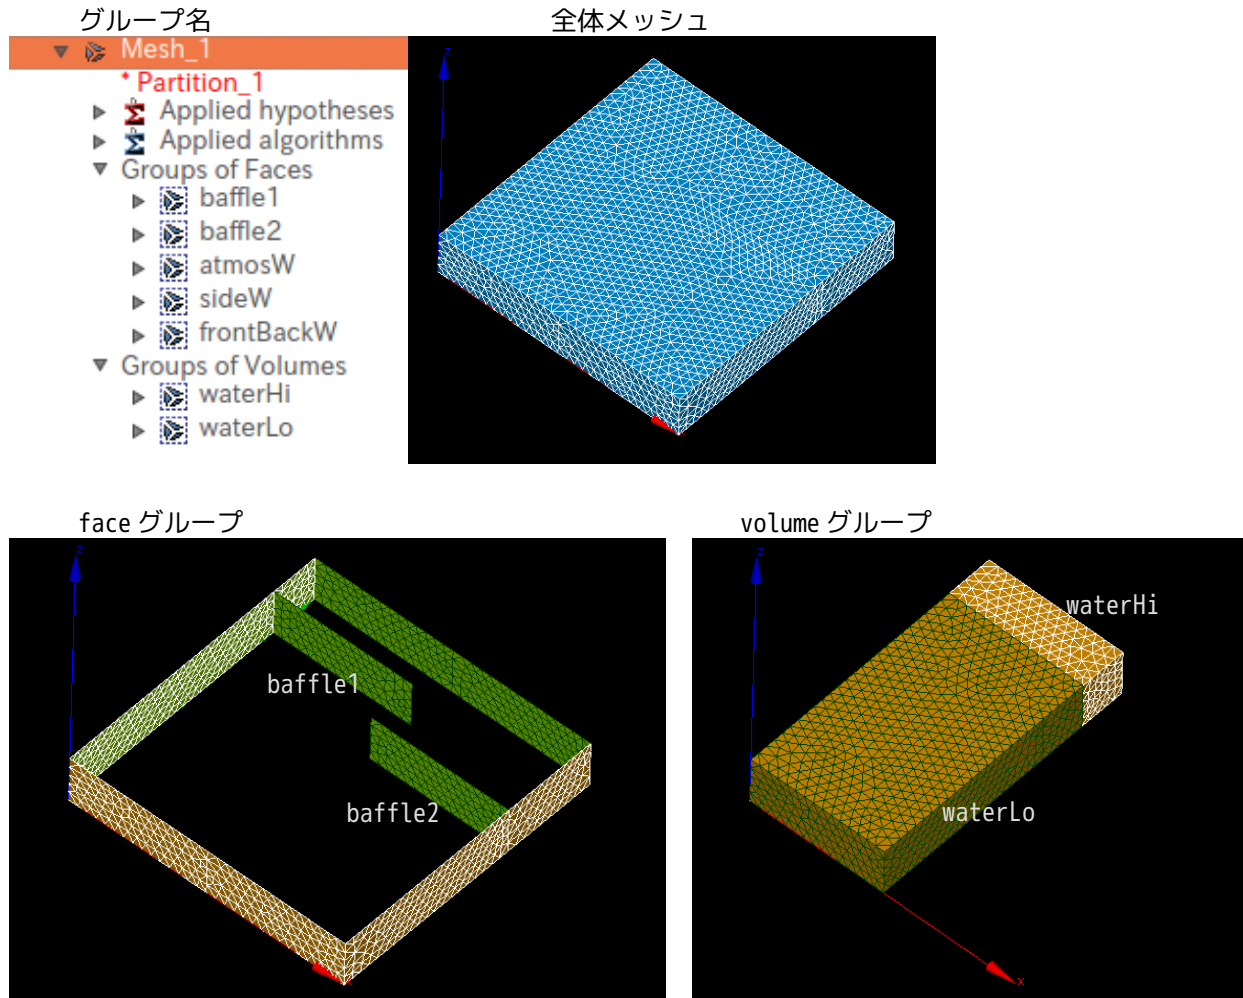 グループ名
全体メッシュ
Mesh_1
* Partition_1
Applied hypotheses
Applied algorithms
Groups of Faces
baffle1
baffle2
atmosW
sideW
frontBackW
Groups of Volumes
waterHi
waterLo
z
face グループ
volume グループ
z
baffle1
baffle2
z
waterHi
waterLo
x